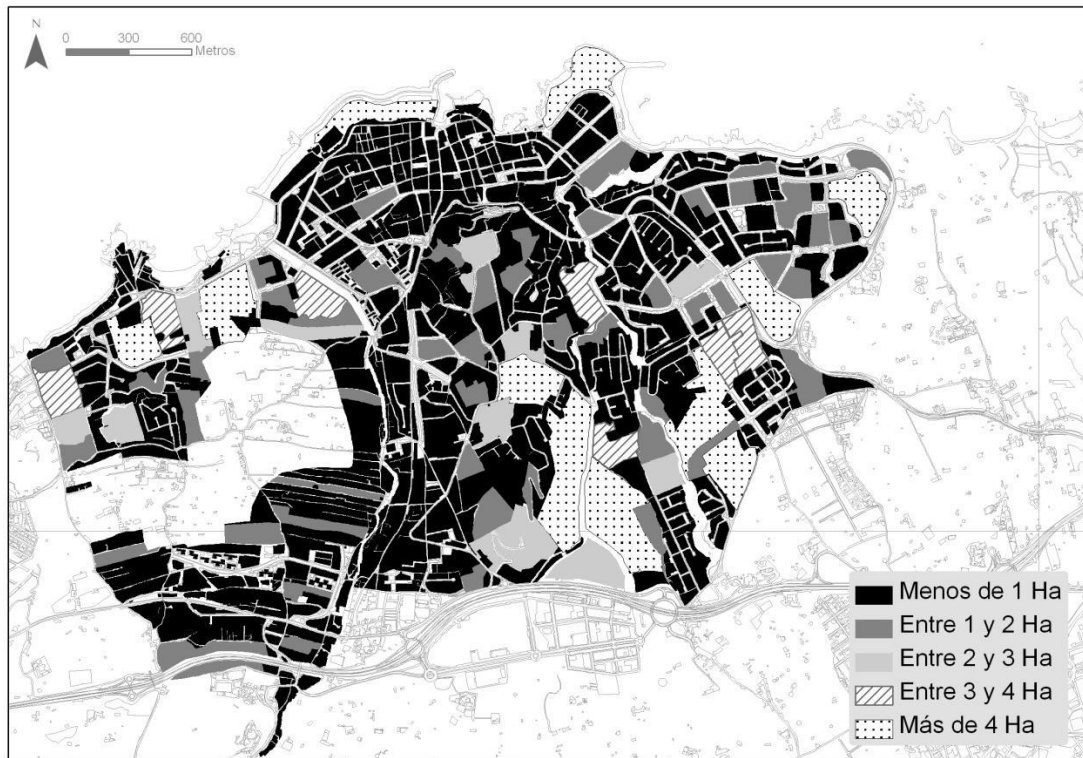 N
0 300 600
Metros
Menos de 1 Ha
Entre 1 y 2 Ha
Entre 2 y 3 Ha
Entre 3 y 4 Ha
Más de 4 Ha